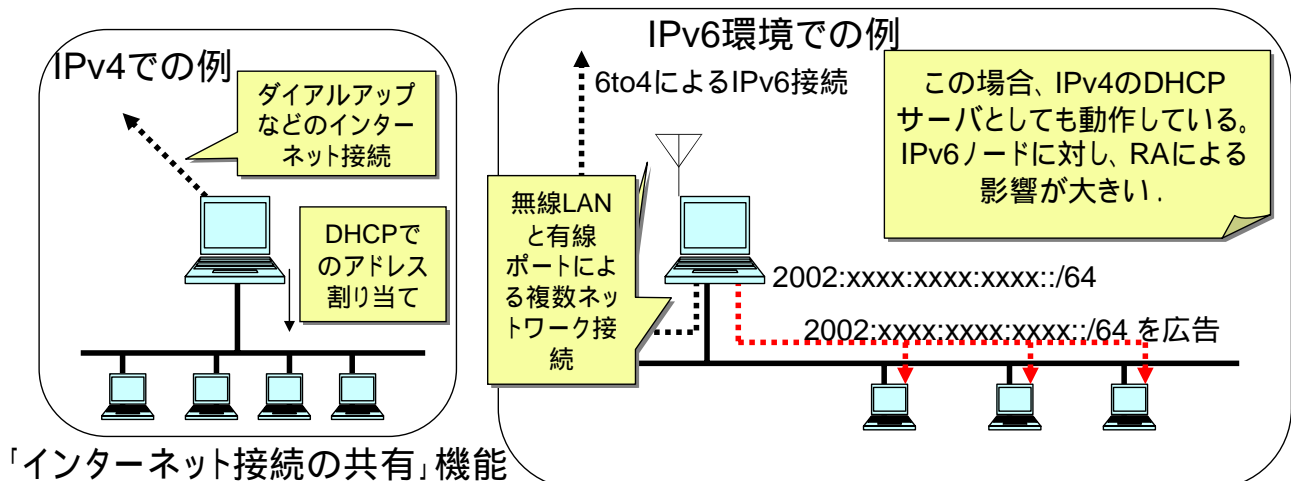 IPv4での例
ダイアルアップ
などのインター
ネット接続
DHCPで
のアドレス
割り当て
「インターネット接続の共有」機能
IPv6環境での例
6to4によるIPv6接続
この場合、IPv4のDHCP
サーバとしても動作している。
IPv6ノードに対し、RAによる
影響が大きい.
無線LAN
と有線
ポートによ
る複数ネッ
トワーク接
続
2002:xxxx:xxxx:xxxx::/64
2002:xxxx:xxxx:xxxx::/64 を広告